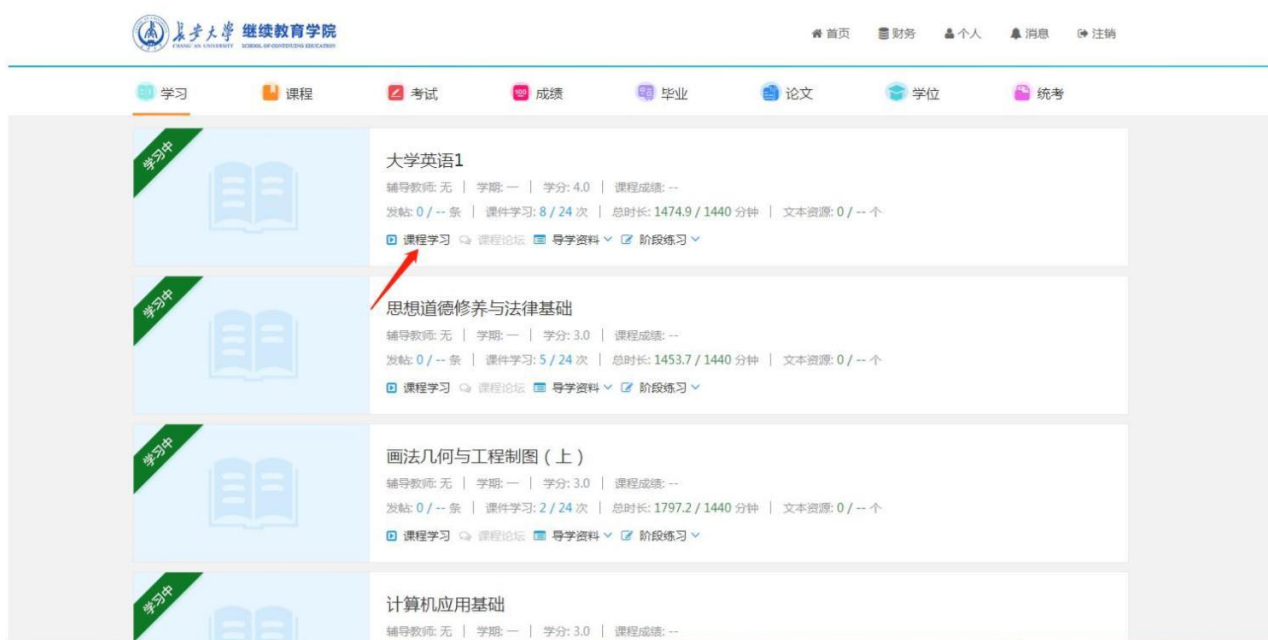 長安大学 继续教育学院
CHANG'AN UNIVERSITY SCHOOL OF CONTINUING EDUCATION
首页 财务 个人 消息 注销
学习 课程 考试 成绩 毕业 论文 学位 统考
学习中
大学英语1
辅导教师: 无 | 学期: 一 | 学分: 4.0 | 课程成绩: --
发帖: 0 / -- 条 | 课件学习: 8 / 24 次 | 总时长: 1474.9 / 1440 分钟 | 文本资源: 0 / -- 个
课程学习 课程论坛 导学资料 阶段练习
学习中
思想道德修养与法律基础
辅导教师: 无 | 学期: 一 | 学分: 3.0 | 课程成绩: --
发帖: 0 / -- 条 | 课件学习: 5 / 24 次 | 总时长: 1453.7 / 1440 分钟 | 文本资源: 0 / -- 个
课程学习 课程论坛 导学资料 阶段练习
学习中
画法几何与工程制图（上）
辅导教师: 无 | 学期: 一 | 学分: 3.0 | 课程成绩: --
发帖: 0 / -- 条 | 课件学习: 2 / 24 次 | 总时长: 1797.2 / 1440 分钟 | 文本资源: 0 / -- 个
课程学习 课程论坛 导学资料 阶段练习
学习中
计算机应用基础
辅导教师: 无 | 学期: 一 | 学分: 3.0 | 课程成绩: --